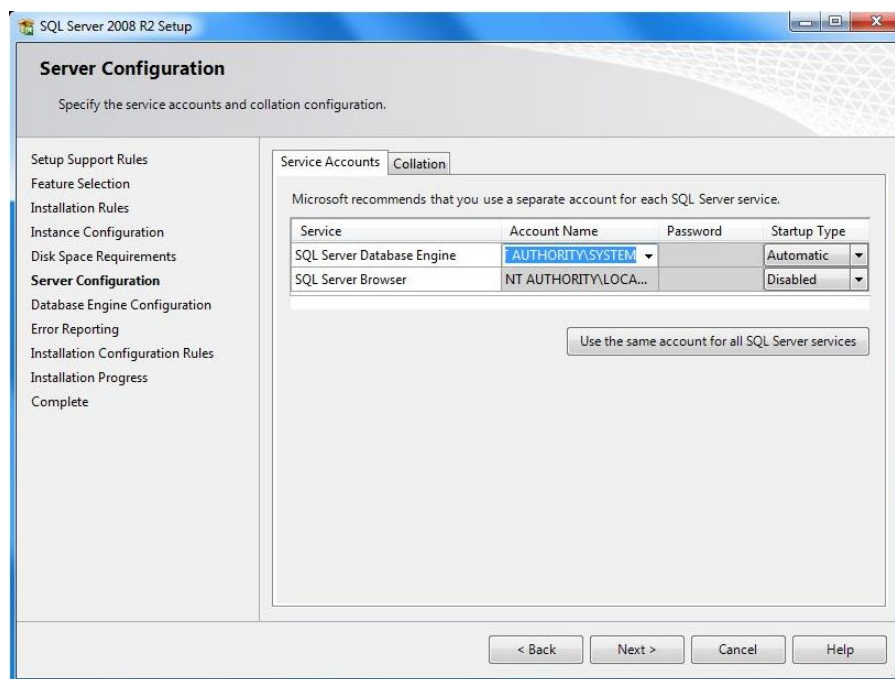 SQL Server 2008 R2 Setup
Server Configuration
Specify the service accounts and collation configuration.
Setup Support Rules
Feature Selection
Installation Rules
Instance Configuration
Disk Space Requirements
Server Configuration
Database Engine Configuration
Error Reporting
Installation Configuration Rules
Installation Progress
Complete
Service Accounts Collation
Microsoft recommends that you use a separate account for each SQL Server service.
Service Account Name Password Startup Type
SQL Server Database Engine AUTHORITY\SYSTEM Automatic
SQL Server Browser NT AUTHORITY\LOCA... Disabled
Use the same account for all SQL Server services
< Back Next > Cancel Help